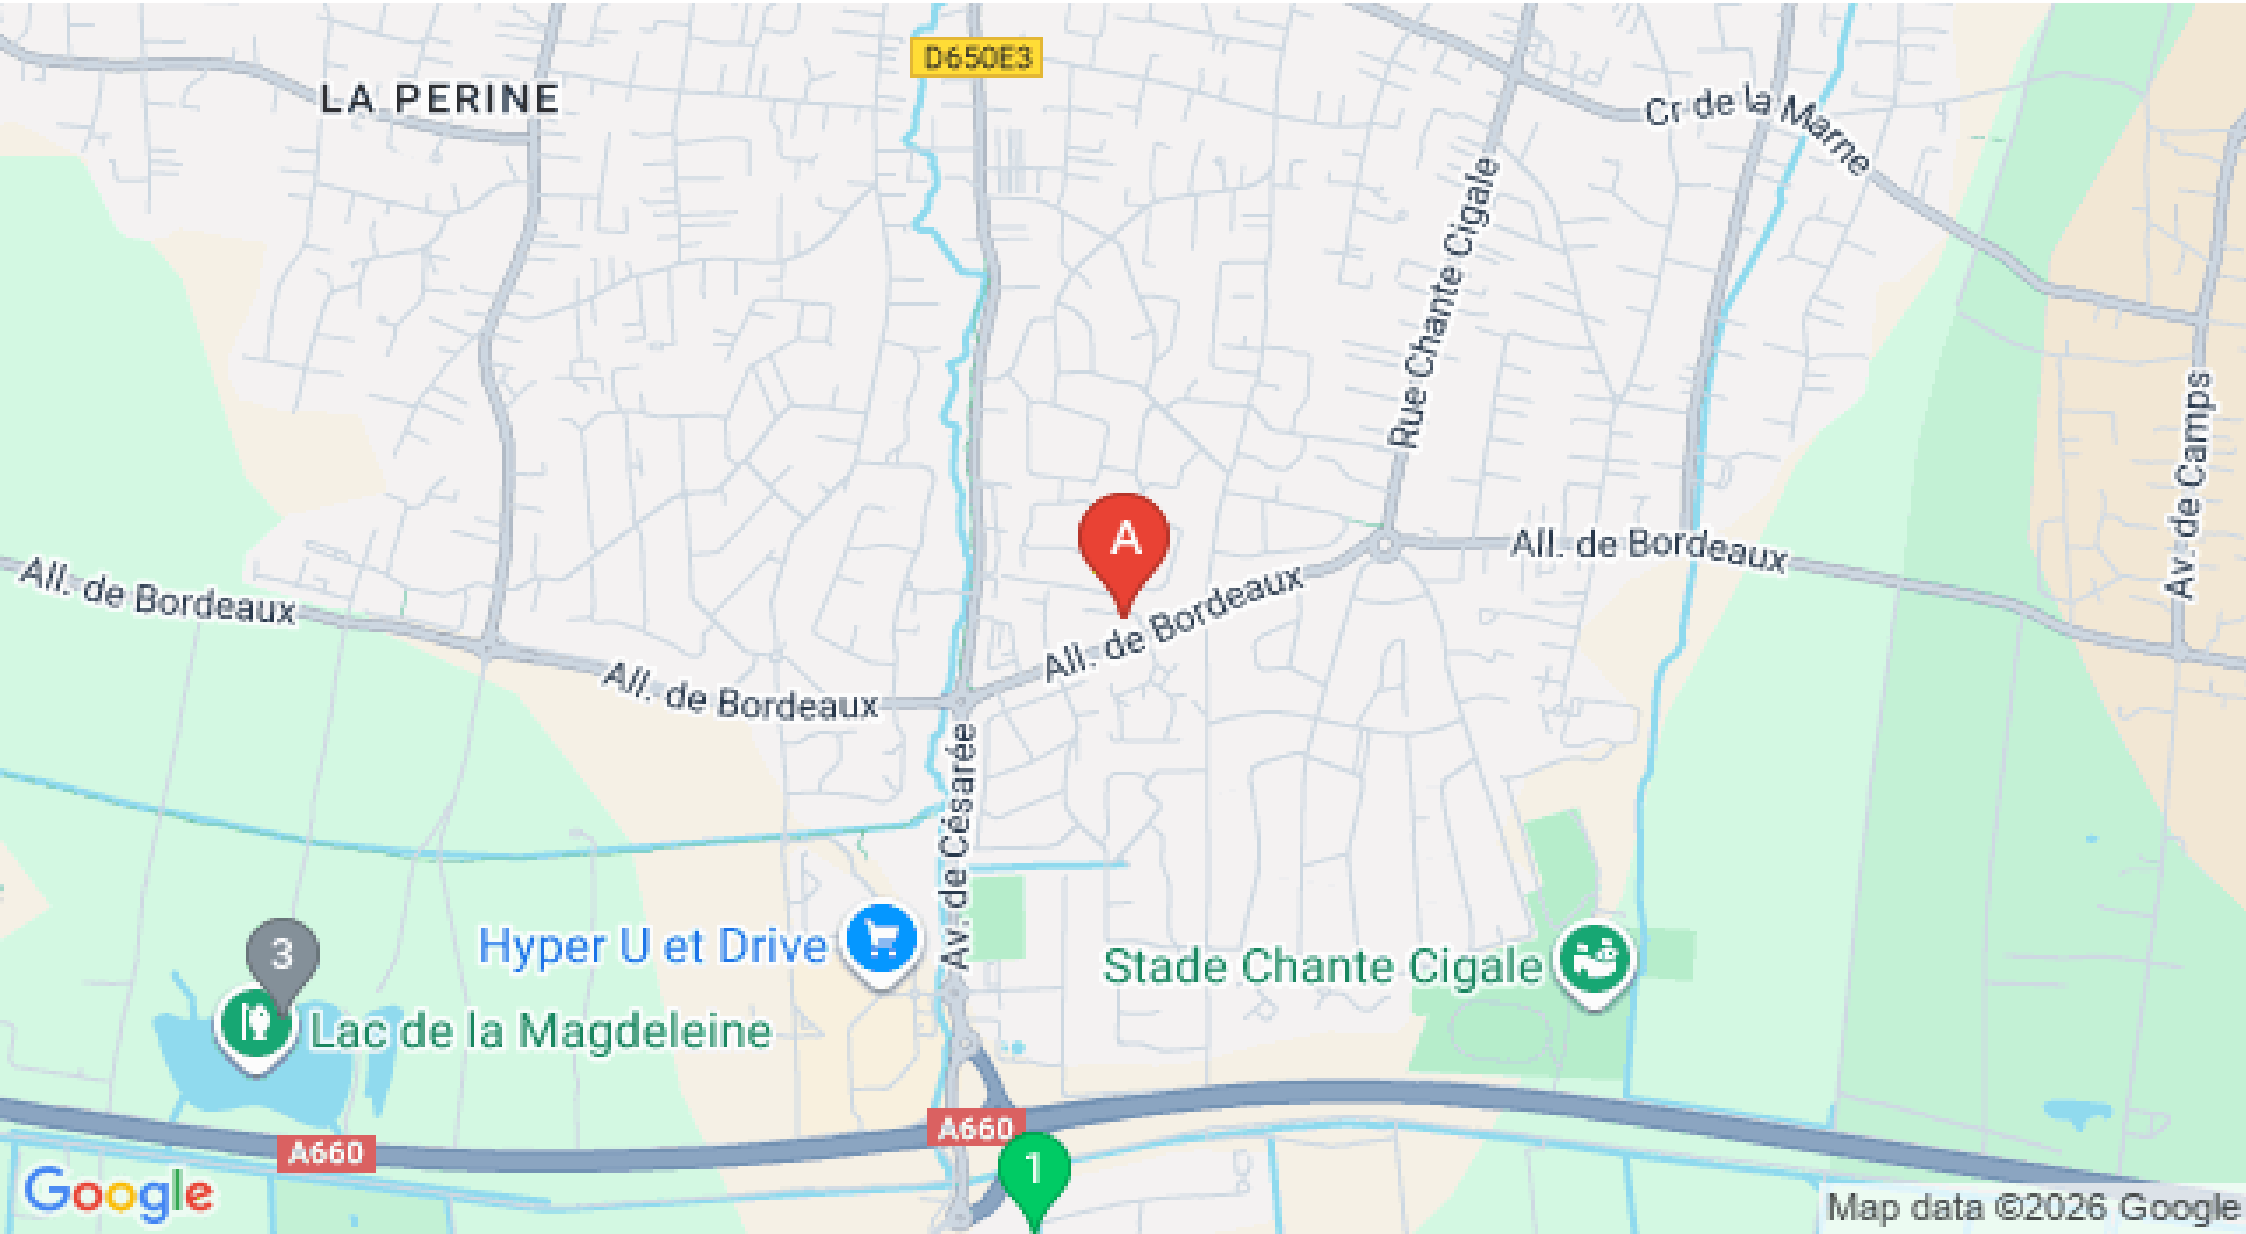 D650E3
LA PERINE
Cr de la Marne
Rue Chante Cigale
Av. de Camps
A
All. de Bordeaux
All. de Bordeaux
All. de Bordeaux
All. de Bordeaux
Av. de Césarée
Hyper U et Drive
Stade Chante Cigale
3
Lac de la Magdeleine
A660
A660
1
Google
Map data ©2026 Google